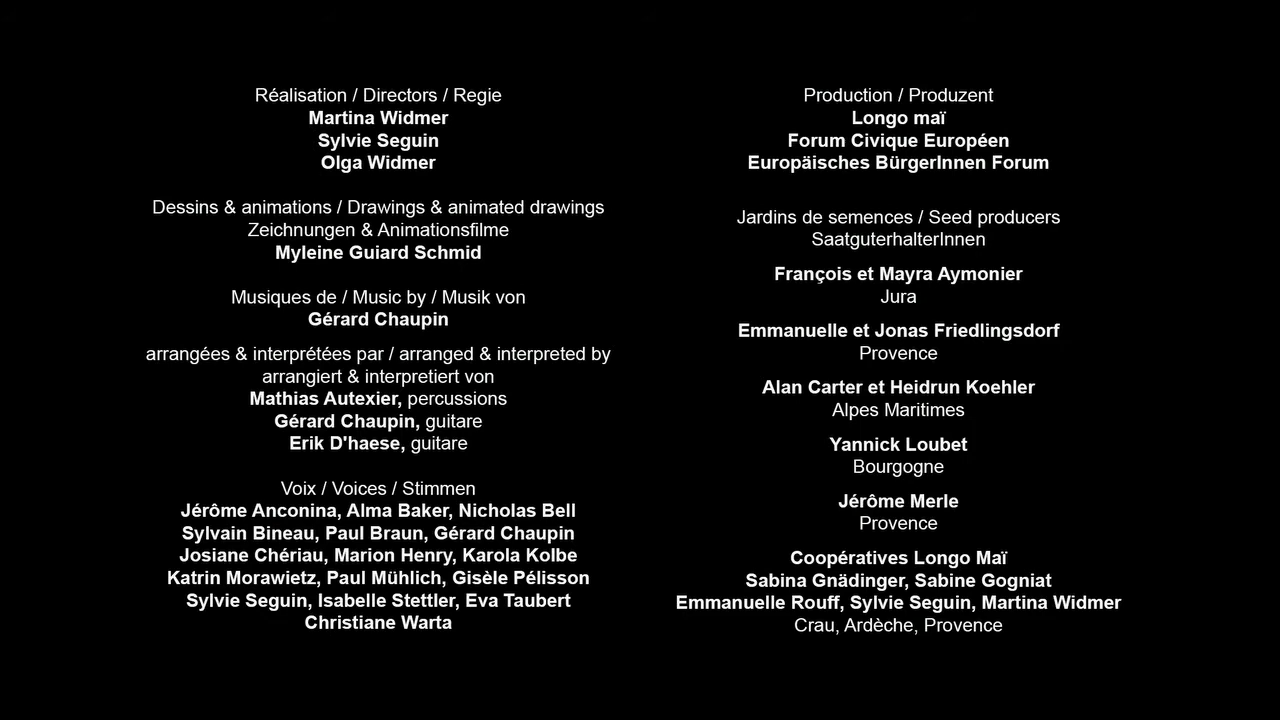 Réalisation / Directors / Regie
Martina Widmer
Sylvie Seguin
Olga Widmer
Dessins & animations / Drawings & animated drawings
Zeichnungen & Animationsfilme
Myleine Guiard Schmid
Musiques de / Music by / Musik von
Gérard Chaupin
arrangées & interprétées par / arranged & interpreted by
arrangiert & interpretiert von
Mathias Autexier, percussions
Gérard Chaupin, guitare
Erik D'haese, guitare
Voix / Voices / Stimmen
Jérôme Anconina, Alma Baker, Nicholas Bell
Sylvain Bineau, Paul Braun, Gérard Chaupin
Josiane Chériau, Marion Henry, Karola Kolbe
Katrin Morawietz, Paul Mühlich, Gisèle Pélisson
Sylvie Seguin, Isabelle Stettler, Eva Taubert
Christiane Warta
Production / Produzent
Longo maï
Forum Civique Européen
Europäisches BürgerInnen Forum
Jardins de semences / Seed producers
SaatguterhalterInnen
François et Mayra Aymonier
Jura
Emmanuelle et Jonas Friedlingsdorf
Provence
Alan Carter et Heidrun Koehler
Alpes Maritimes
Yannick Loubet
Bourgogne
Jérôme Merle
Provence
Coopératives Longo Maï
Sabina Gnädinger, Sabine Gogniat
Emmanuelle Rouff, Sylvie Seguin, Martina Widmer
Crau, Ardèche, Provence